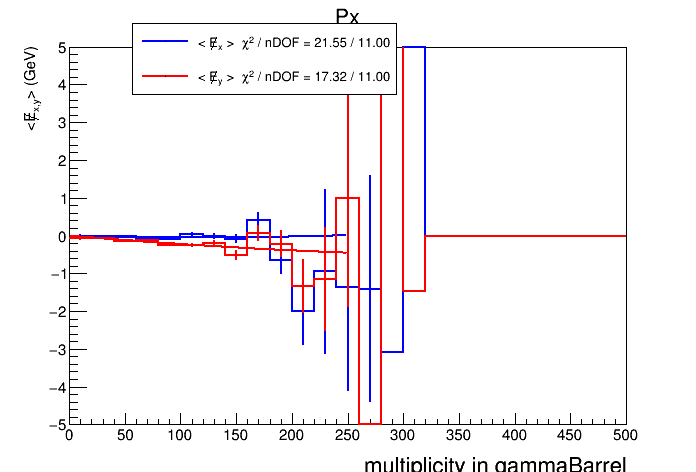 Px
<E̸x> χ² / nDOF = 21.55 / 11.00
<E̸y> χ² / nDOF = 17.32 / 11.00
<E̸x,y> (GeV)
5
4
3
2
1
0
−1
−2
−3
−4
−5
0 50 100 150 200 250 300 350 400 450 500
multiplicity in gammaBarrel